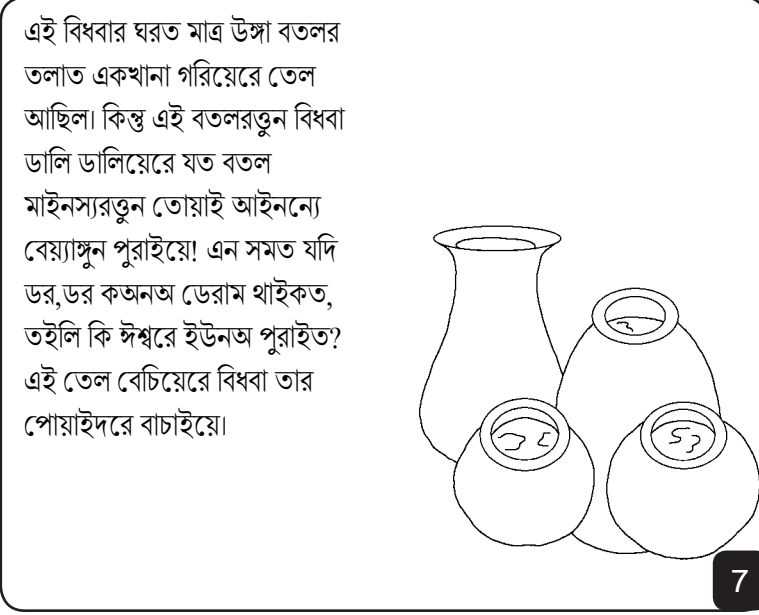 এই বিধবার ঘরত মাত্র উঙ্গা বতলর
তলাত একখানা গরিয়েরে তেল
আছিল। কিন্তু এই বতলরত্তুন বিধবা
ডালি ডালিয়েরে যত বতল
মাইনস্যরত্তুন তোয়াই আইনন্যে
বেয়্যাঙ্গুন পুরাইয়ে! এন সমত যদি
ডর,ডর কঅনঅ ডেরাম থাইকত,
তইলি কি ঈশ্বরে ইউনঅ পুরাইত?
এই তেল বেচিয়েরে বিধবা তার
পোয়াইদরে বাচাইয়ে।
7